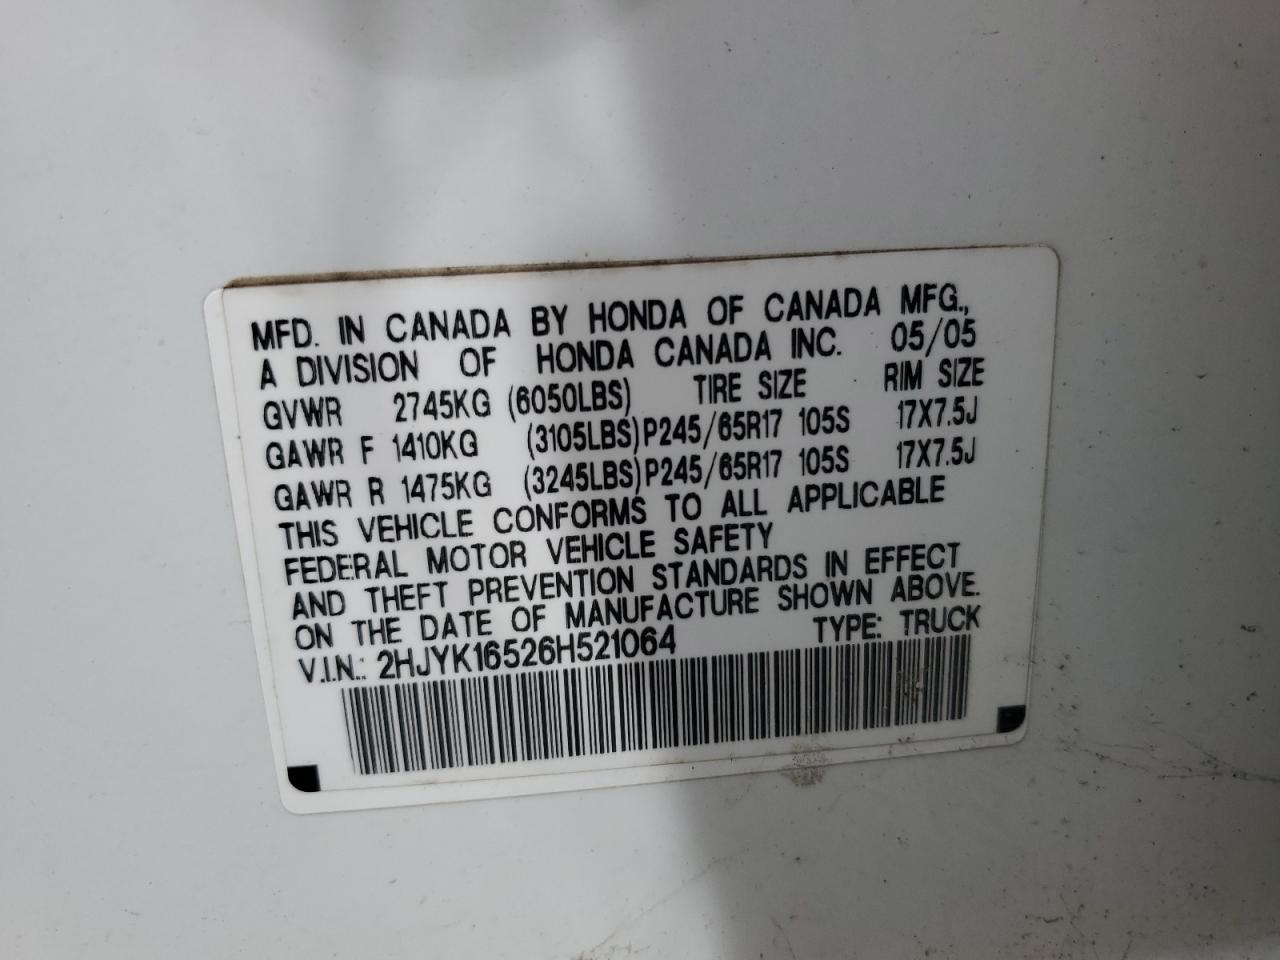 MFD. IN CANADA BY HONDA OF CANADA MFG.,
A DIVISION OF HONDA CANADA INC. 05/05
GVWR 2745KG (6050LBS) TIRE SIZE RIM SIZE
GAWR F 1410KG (3105LBS) P245/65R17 105S 17X7.5J
GAWR R 1475KG (3245LBS) P245/65R17 105S 17X7.5J
THIS VEHICLE CONFORMS TO ALL APPLICABLE
FEDERAL MOTOR VEHICLE SAFETY
AND THEFT PREVENTION STANDARDS IN EFFECT
ON THE DATE OF MANUFACTURE SHOWN ABOVE.
V.I.N.: 2HJYK16526H521064 TYPE: TRUCK